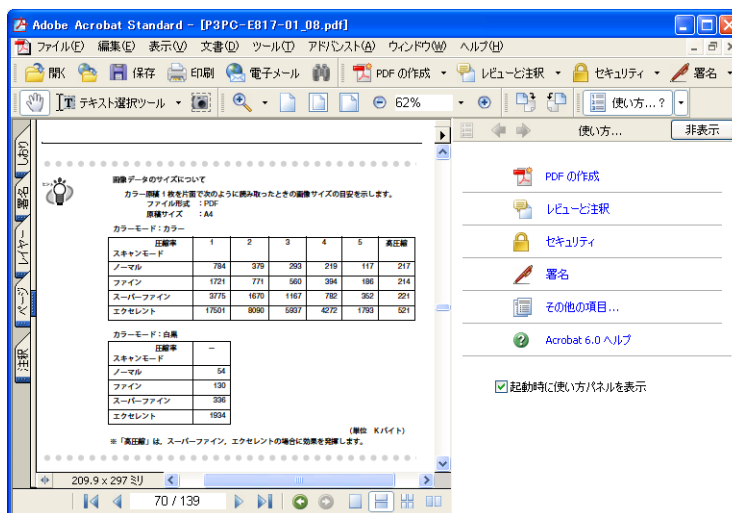 Adobe Acrobat Standard - [P3PC-E817-01_08.pdf]
ファイル(F) 編集(E) 表示(V) 文書(D) ツール(T) アドバンスト(A) ウィンドウ(W) ヘルプ(H)
開く 保存 印刷 電子メール PDF の作成 レビューと注釈 セキュリティ 署名
テキスト選択ツール 62% 使い方...?
使い方... 非表示
しおり
署名
レイヤー
ページ
注釈
ヒント
画像データのサイズについて
カラー原稿1枚を片面で次のように読み取ったときの画像サイズの目安を示します。
ファイル形式 :PDF
原稿サイズ :A4
カラーモード:カラー
圧縮率 1 2 3 4 5 高圧縮
スキャンモード
ノーマル 784 379 293 219 117 217
ファイン 1721 771 560 394 186 214
スーパーファイン 3775 1670 1167 782 352 221
エクセレント 17501 8090 5937 4272 1793 521
カラーモード:白黒
圧縮率 −
スキャンモード
ノーマル 54
ファイン 130
スーパーファイン 336
エクセレント 1934
(単位 Kバイト)
※「高圧縮」は、スーパーファイン、エクセレントの場合に効果を発揮します。
PDF の作成
レビューと注釈
セキュリティ
署名
その他の項目...
Acrobat 6.0 ヘルプ
起動時に使い方パネルを表示
209.9 x 297 ミリ
70 / 139